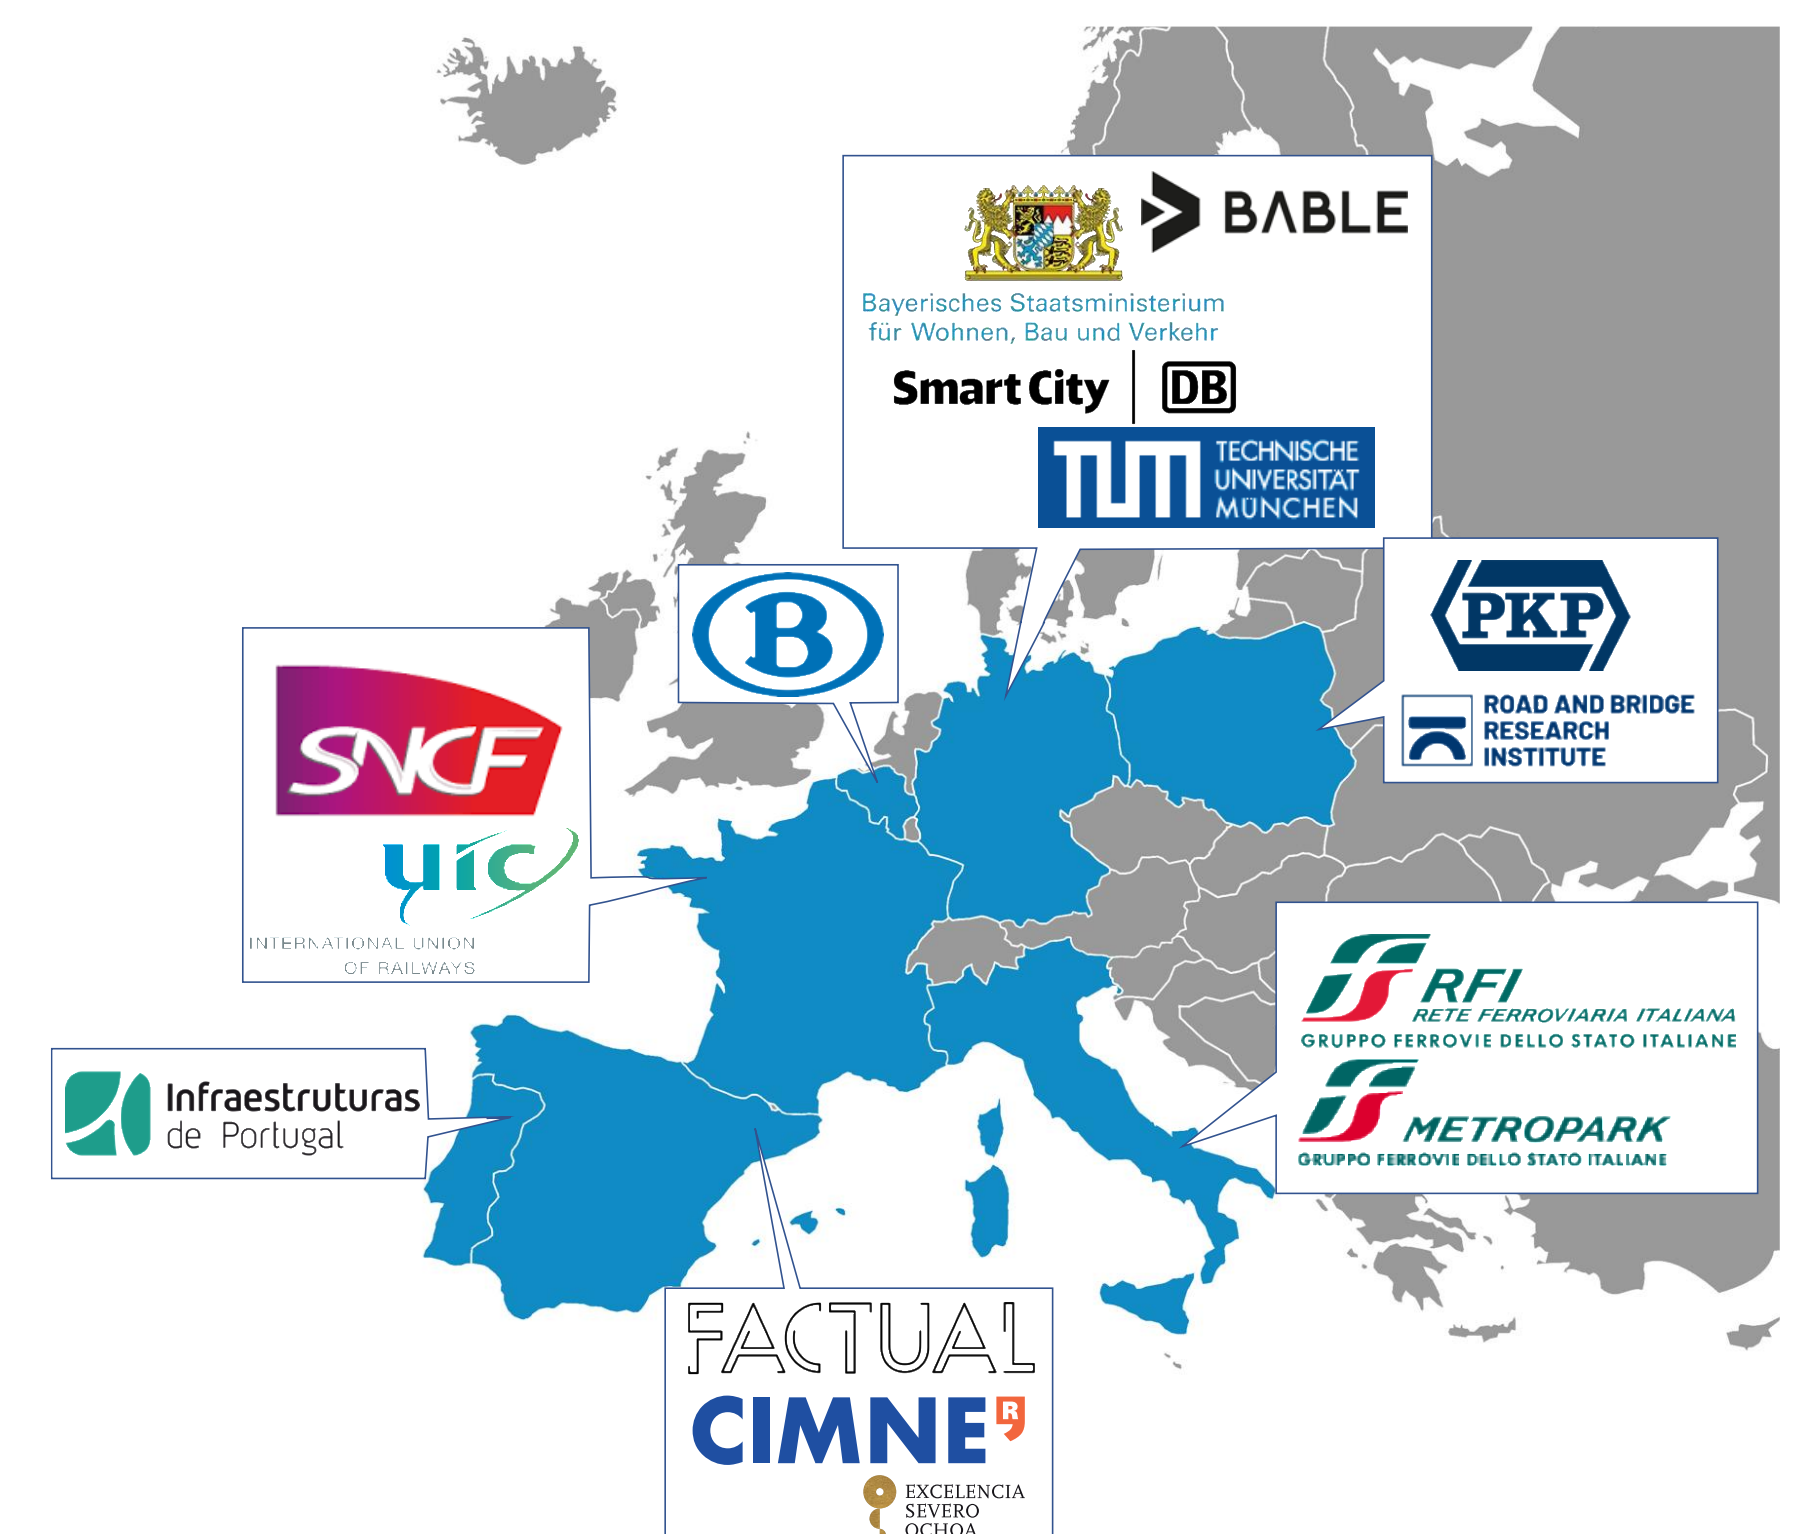 BABLE
Bayerisches Staatsministerium
für Wohnen, Bau und Verkehr
Smart City DB
TUM
TECHNISCHE
UNIVERSITÄT
MÜNCHEN
B
PKP
ROAD AND BRIDGE
RESEARCH
INSTITUTE
SNCF
uic
INTERNATIONAL UNION
OF RAILWAYS
RFI
RETE FERROVIARIA ITALIANA
GRUPPO FERROVIE DELLO STATO ITALIANE
METROPARK
GRUPPO FERROVIE DELLO STATO ITALIANE
Infraestruturas
de Portugal
FACTUAL
CIMNE R
EXCELENCIA
SEVERO
OCHOA